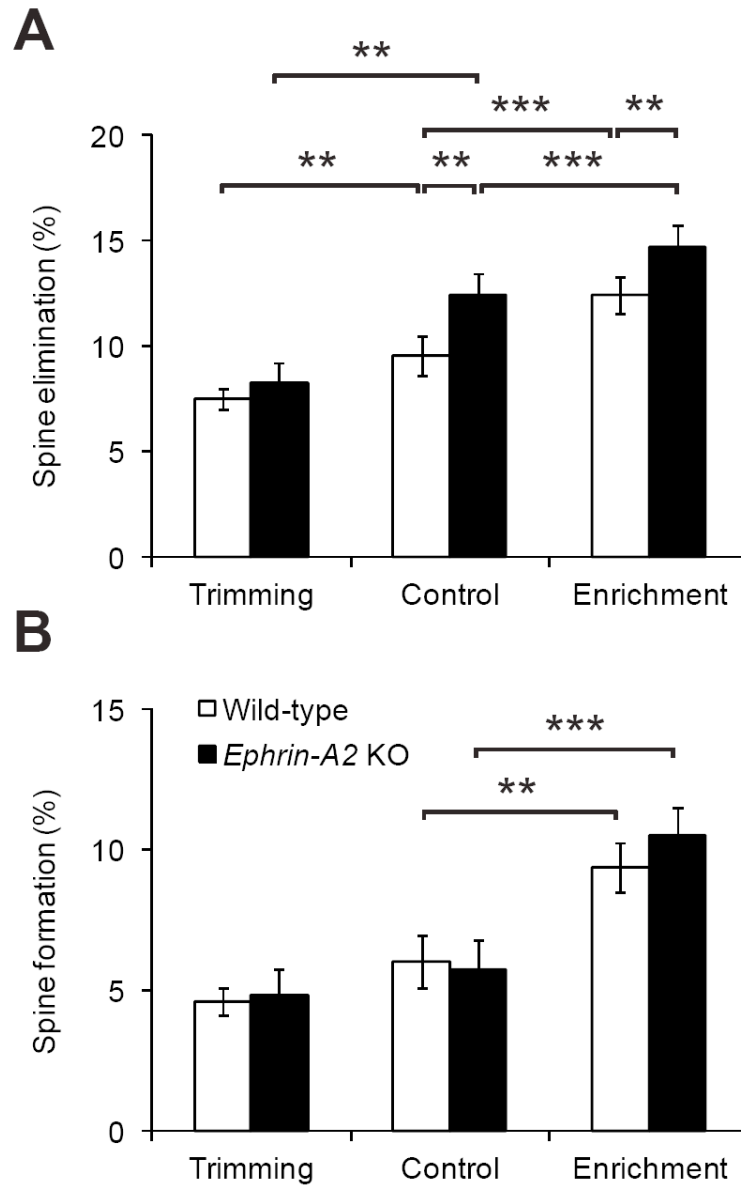 A
**
***
**
**
**
***
20
15
10
5
0
Spine elimination (%)
Trimming Control Enrichment
B
15
10
5
0
Spine formation (%)
Wild-type
Ephrin-A2 KO
***
**
Trimming Control Enrichment